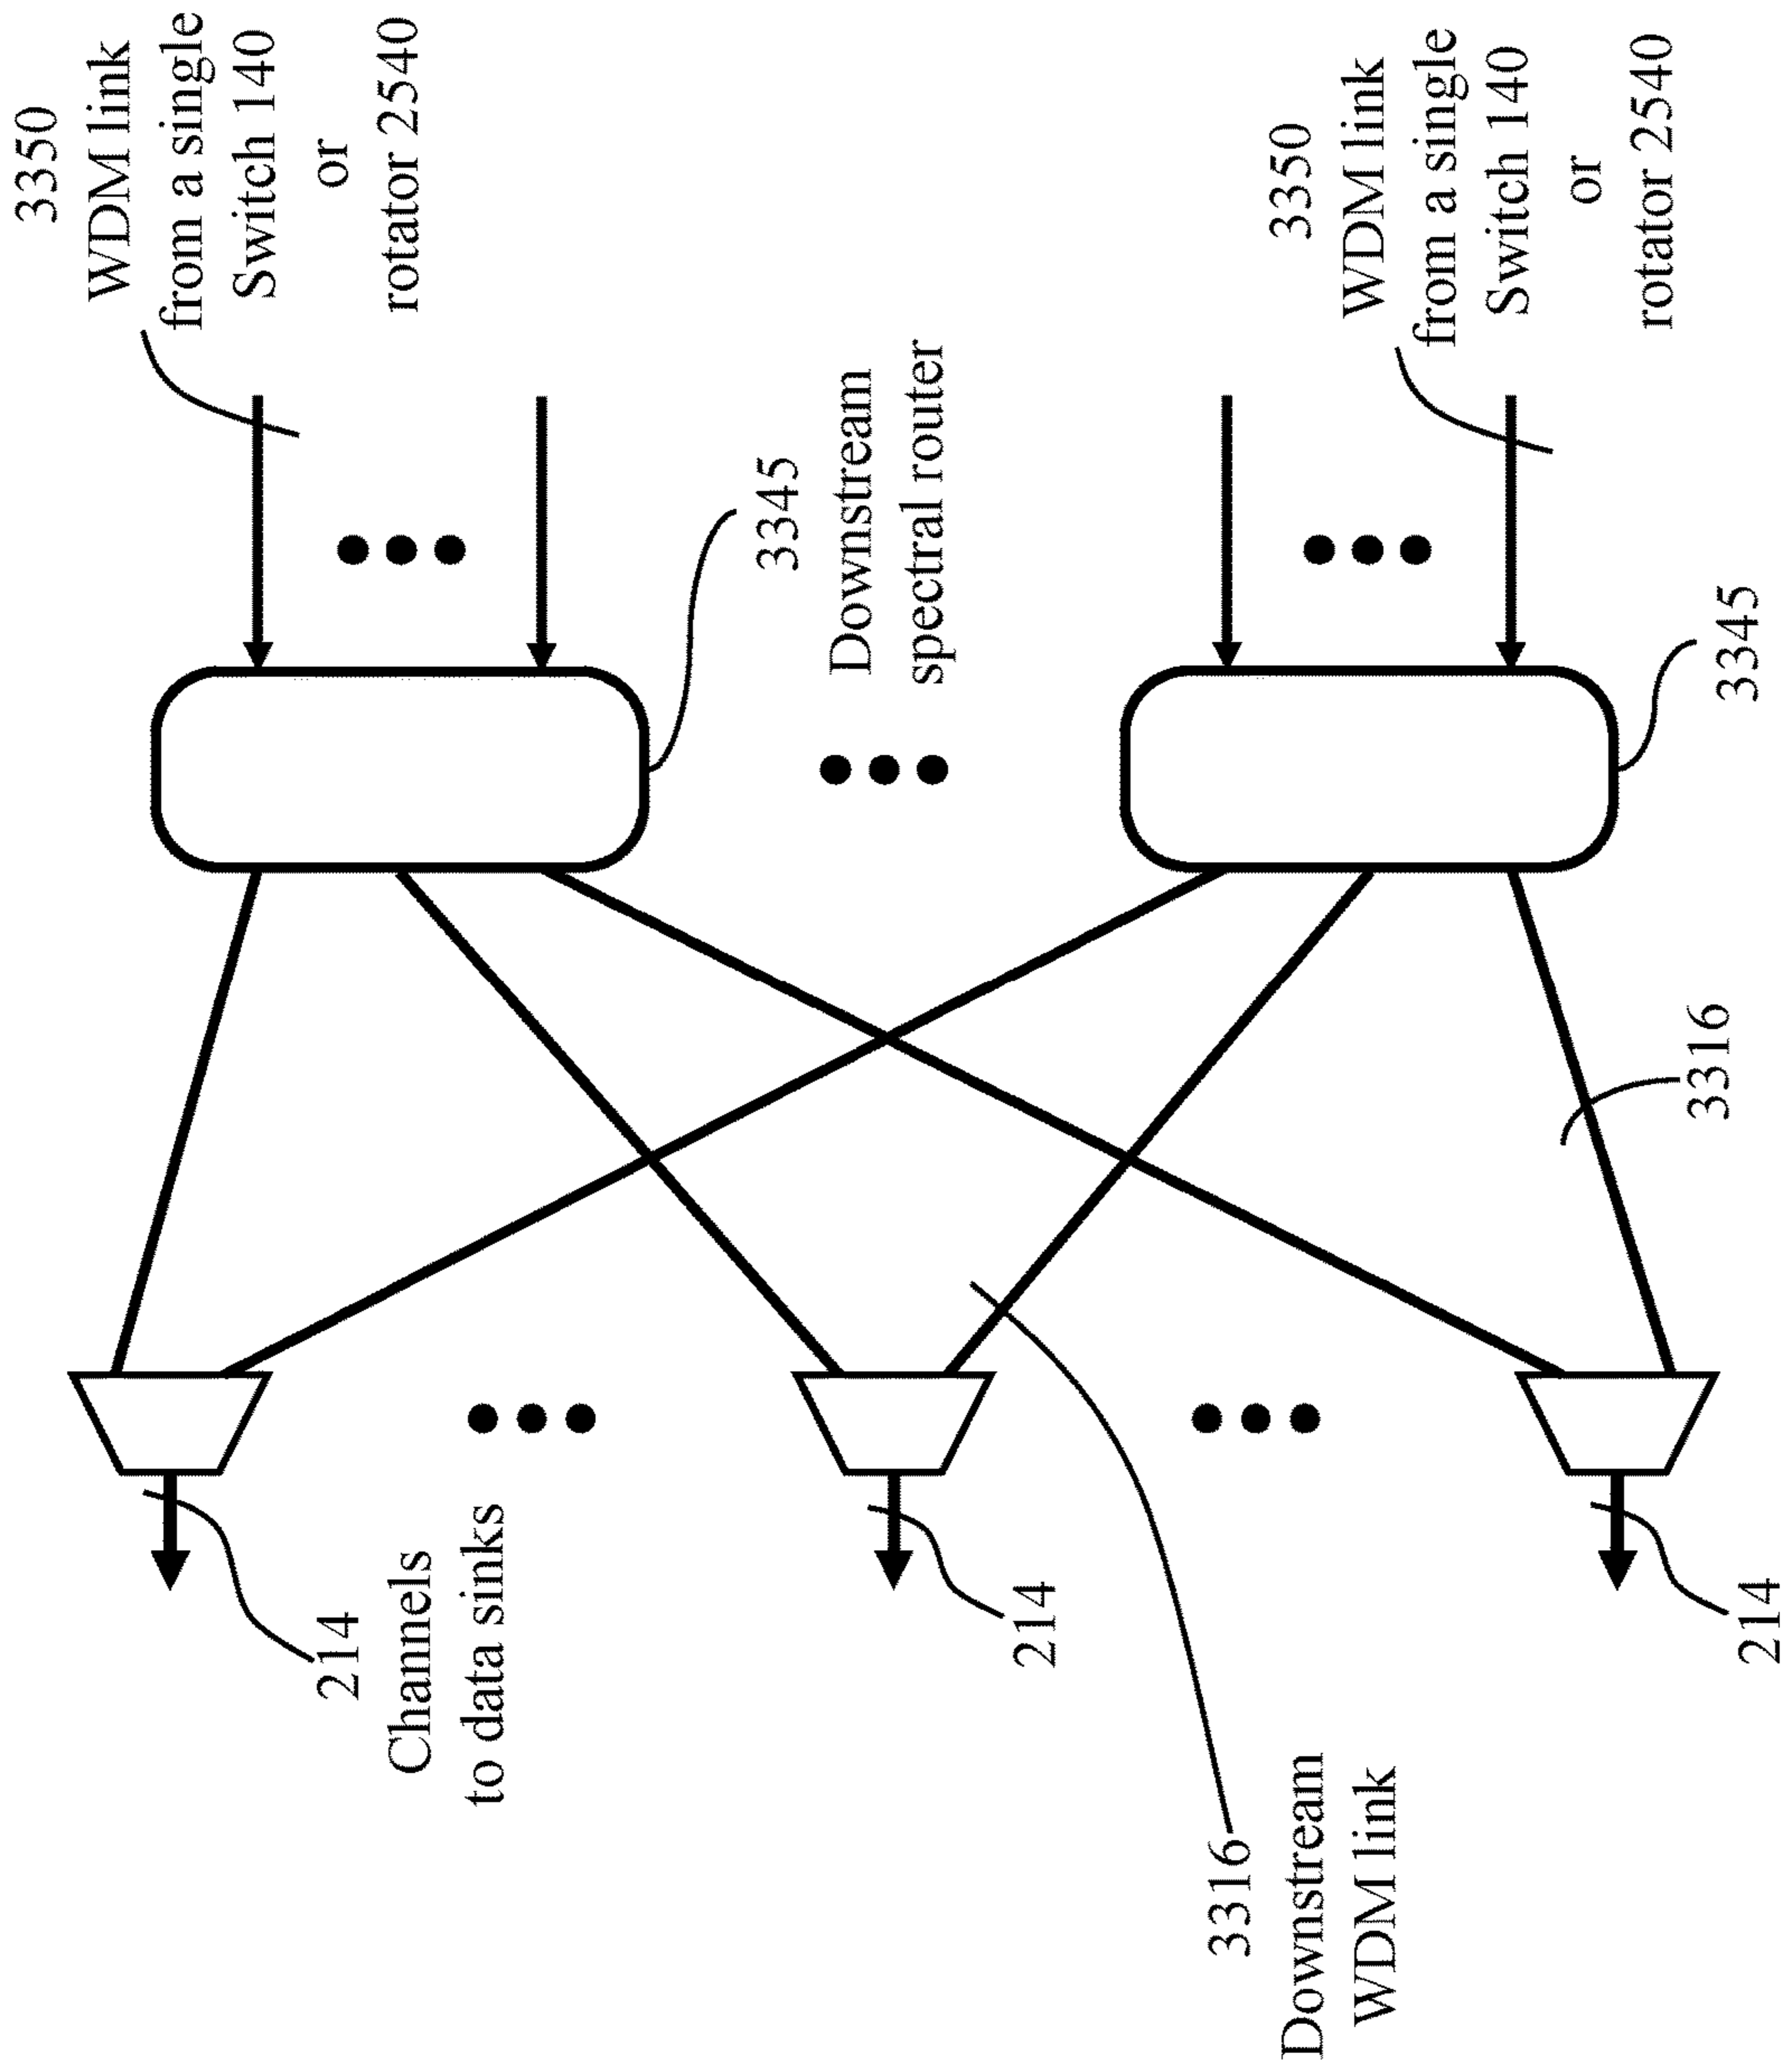 3350
WDM link
from a single
Switch 140
or
rotator 2540
3345
Downstream
spectral router
3350
WDM link
from a single
Switch 140
or
rotator 2540
3345
3316
214
Channels
to data sinks
214
214
3316
Downstream
WDM link